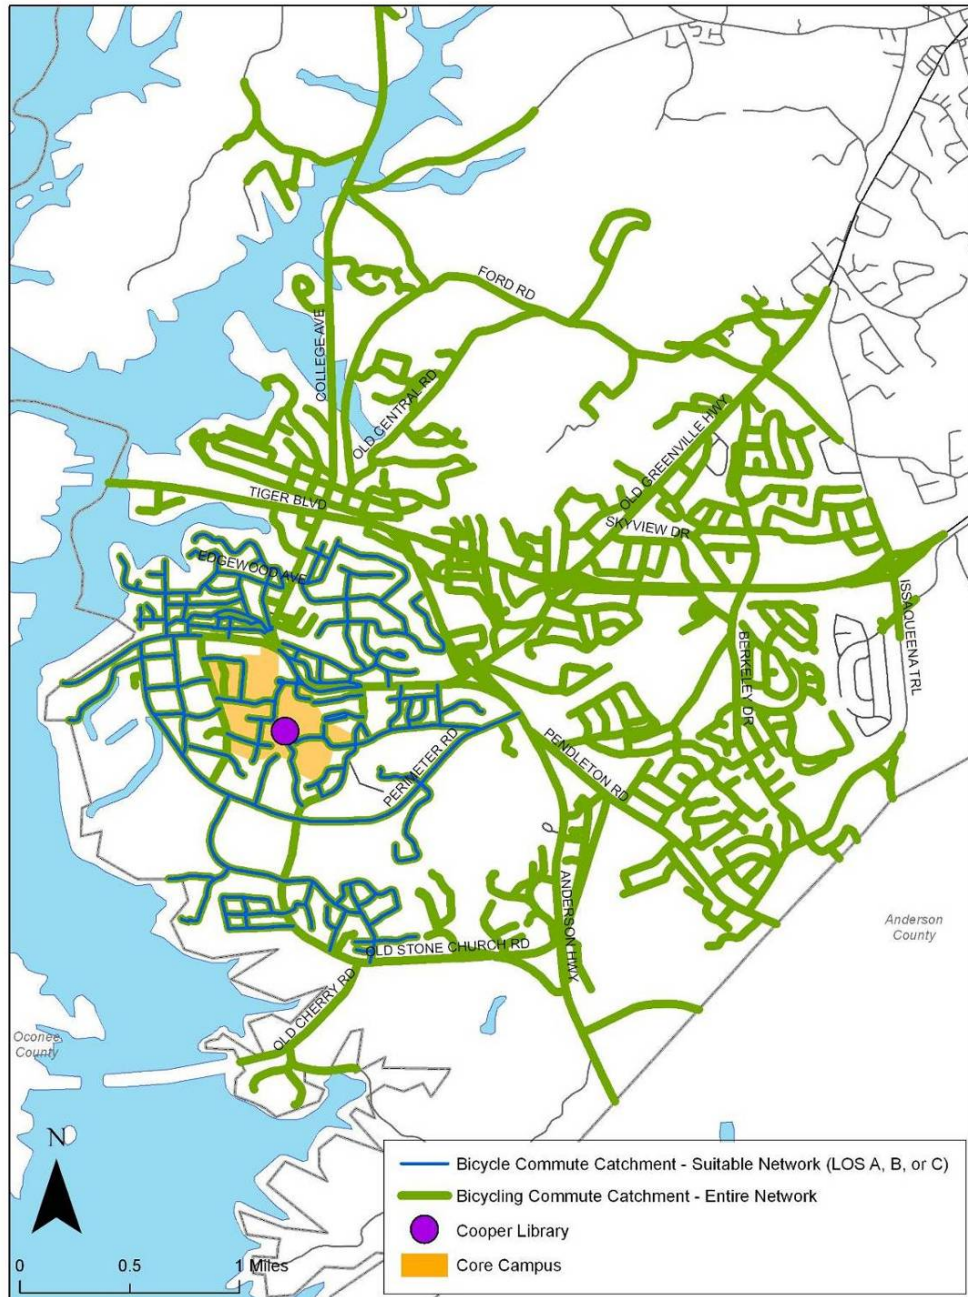 FORD RD
COLLEGE AVE
OLD CENTRAL RD
OLD GREENVILLE HWY
TIGER BLVD
SKYVIEW DR
EDGEWOOD AVE
ISSAQUEENA TRL
BERKELEY DR
PERIMETER RD
PENDLETON RD
ANDERSON HWY
Anderson
County
OLD STONE CHURCH RD
OLD CHERRY RD
Oconee
County
N
0 0.5 1 Miles
Bicycle Commute Catchment - Suitable Network (LOS A, B, or C)
Bicycling Commute Catchment - Entire Network
Cooper Library
Core Campus